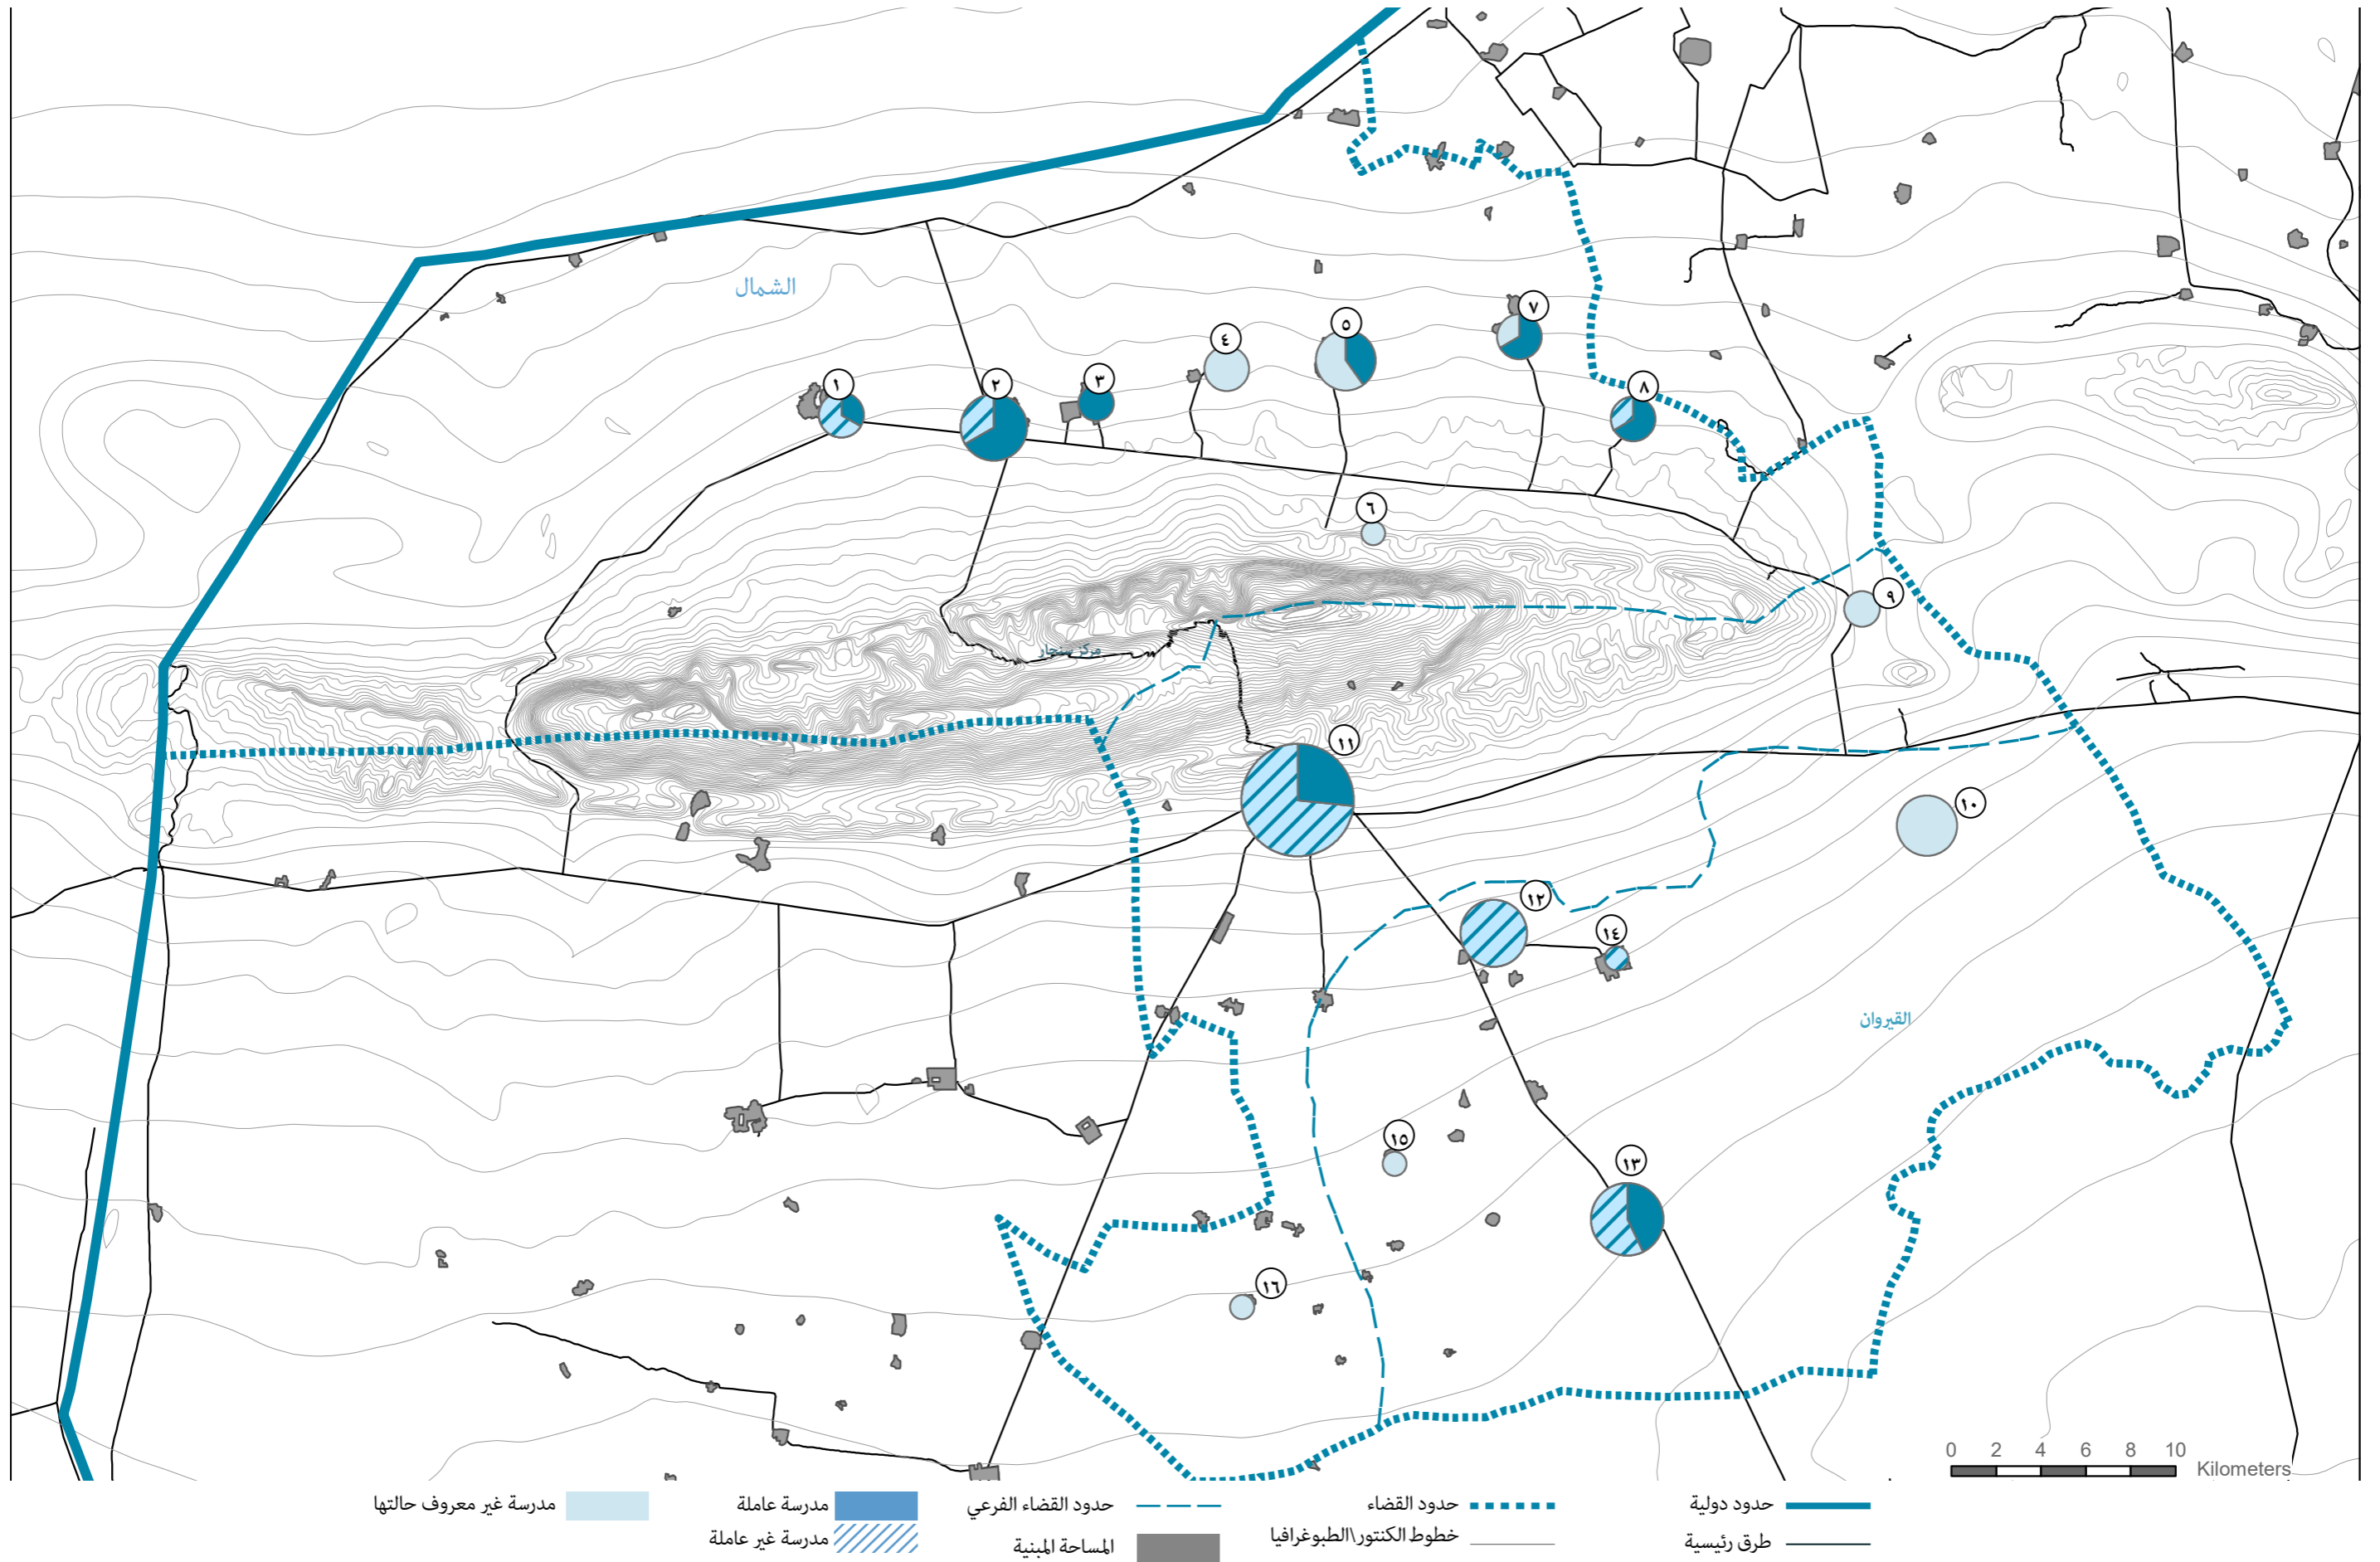 الشمال
٧
٥
٤
٣
٢
١
٨
٦
٩
مركز سنجار
١١
١٠
١٢
١٤
القيروان
١٥
١٣
١٦
0 2 4 6 8 10
Kilometers
حدود دولية
حدود القضاء
حدود القضاء الفرعي
مدرسة عاملة
مدرسة غير معروف حالتها
طرق رئيسية
خطوط الكنتور\الطبوغرافيا
المساحة المبنية
مدرسة غير عاملة